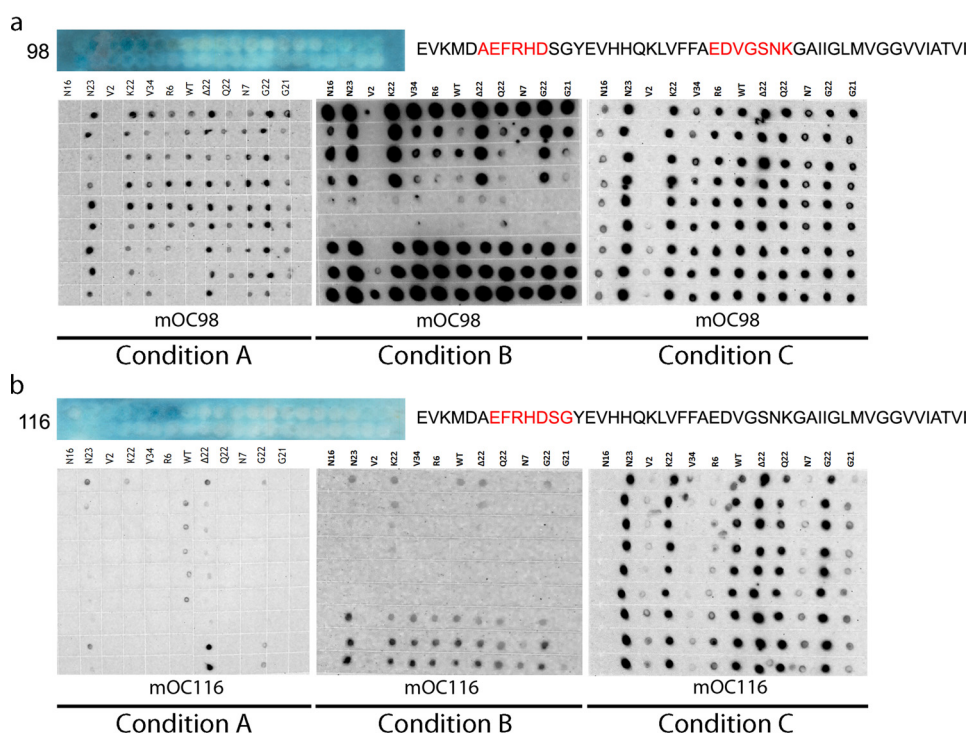 a
98
EVKMDAEFRHDSGYEVHHQKLVFFAEDVGSNKGAIIGLMVGGVVIATVI
N16 N23 V2 K22 V34 R6 WT Δ22 Q22 N7 G22 G21
N16 N23 V2 K22 V34 R6 WT Δ22 Q22 N7 G22 G21
N16 N23 V2 K22 V34 R6 WT Δ22 Q22 N7 G22 G21
mOC98 mOC98 mOC98
Condition A Condition B Condition C
b
116
EVKMDAEFRHDSGYEVHHQKLVFFAEDVGSNKGAIIGLMVGGVVIATVI
N16 N23 V2 K22 V34 R6 WT Δ22 Q22 N7 G22 G21
N16 N23 V2 K22 V34 R6 WT Δ22 Q22 N7 G22 G21
N16 N23 V2 K22 V34 R6 WT Δ22 Q22 N7 G22 G21
mOC116 mOC116 mOC116
Condition A Condition B Condition C